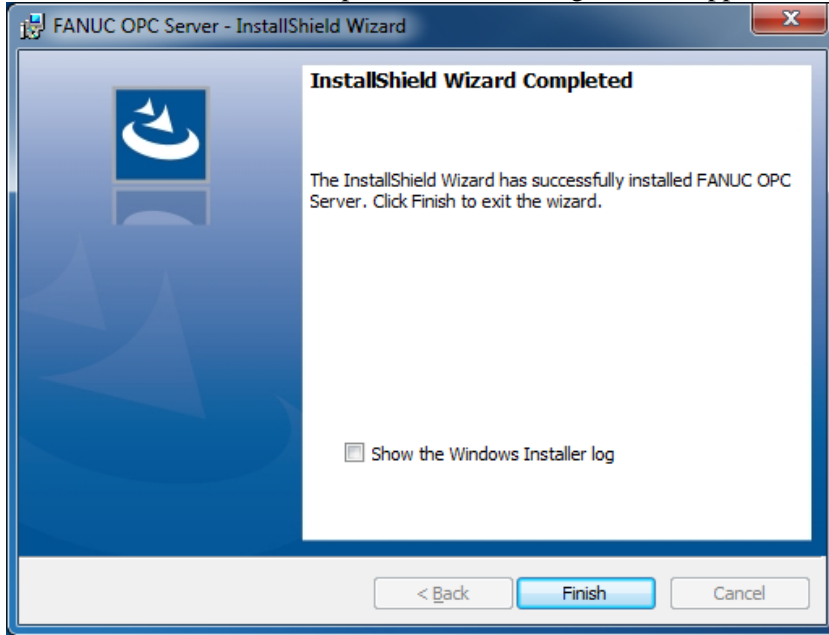 FANUC OPC Server - InstallShield Wizard
InstallShield Wizard Completed
The InstallShield Wizard has successfully installed FANUC OPC
Server. Click Finish to exit the wizard.
Show the Windows Installer log
< Back
Finish
Cancel